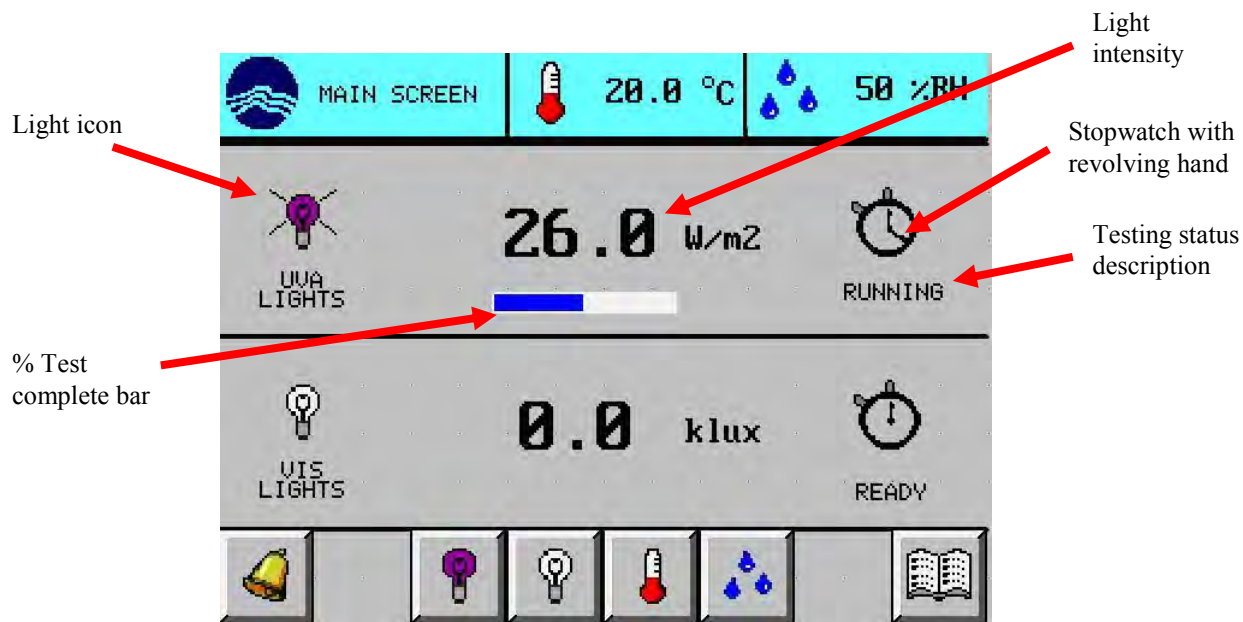 Light
intensity
MAIN SCREEN
20.0 °C
50 %RH
Light icon
Stopwatch with
revolving hand
26.0 W/m2
Testing status
description
UVA
LIGHTS
RUNNING
% Test
complete bar
0.0 klux
VIS
LIGHTS
READY